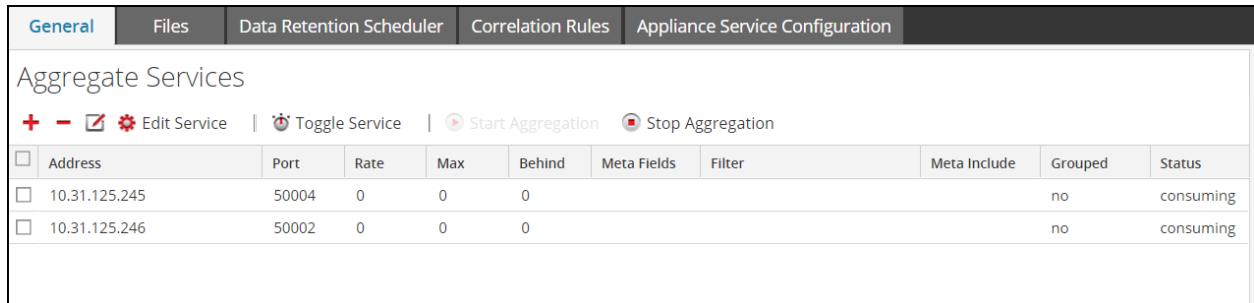 General Files Data Retention Scheduler Correlation Rules Appliance Service Configuration
Aggregate Services
Edit Service Toggle Service Start Aggregation Stop Aggregation
Address Port Rate Max Behind Meta Fields Filter Meta Include Grouped Status
10.31.125.245 50004 0 0 0 no consuming
10.31.125.246 50002 0 0 0 no consuming